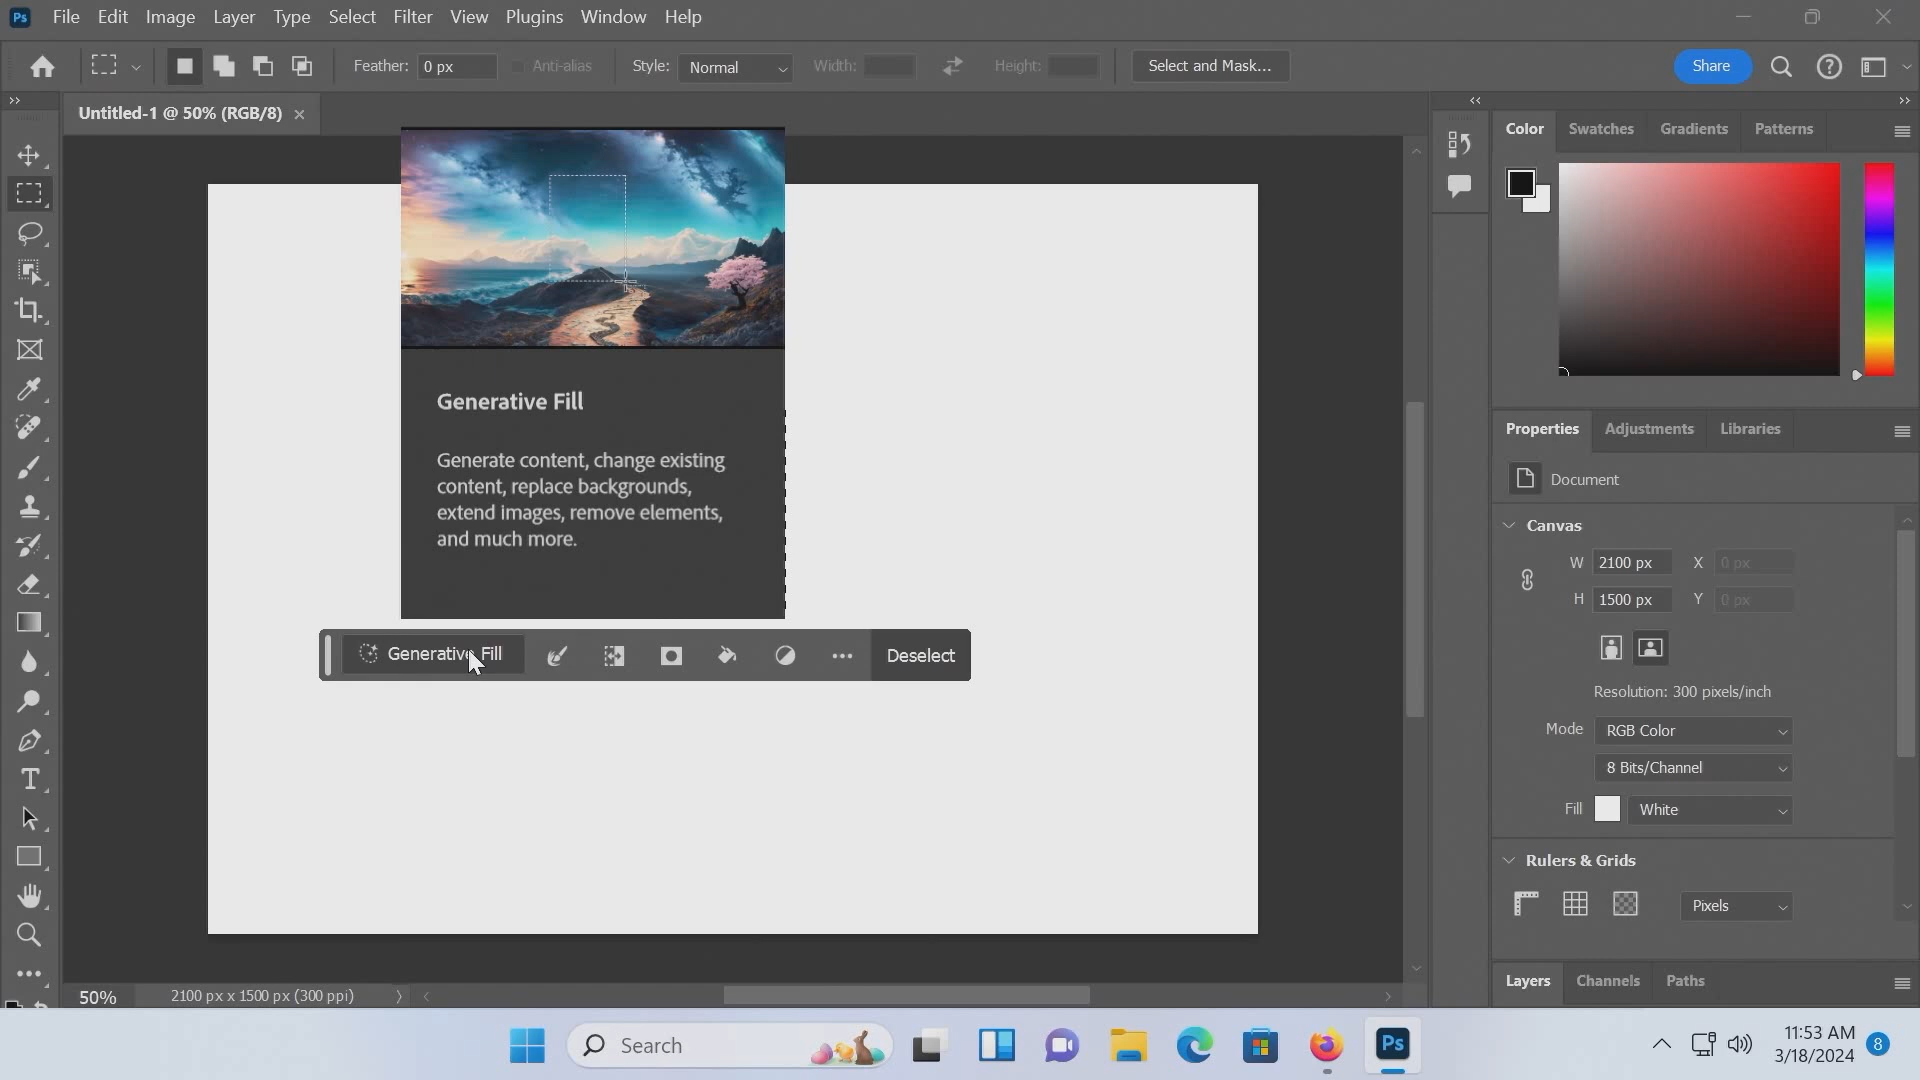 Ps File Edit Image Layer Type Select Filter View Plugins Window Help
Feather: 0 px Anti-alias Style: Normal Width: Height: Select and Mask... Share
Untitled-1 @ 50% (RGB/8)
Color Swatches Gradients Patterns
Generative Fill
Generate content, change existing
content, replace backgrounds,
extend images, remove elements,
and much more.
Generative Fill Deselect
Properties Adjustments Libraries
Document
Canvas
W 2100 px X 0 px
H 1500 px Y 0 px
Resolution: 300 pixels/inch
Mode RGB Color
8 Bits/Channel
Fill White
Rulers & Grids
Pixels
Layers Channels Paths
50% 2100 px x 1500 px (300 ppi)
Search
Ps
11:53 AM
3/18/2024
8